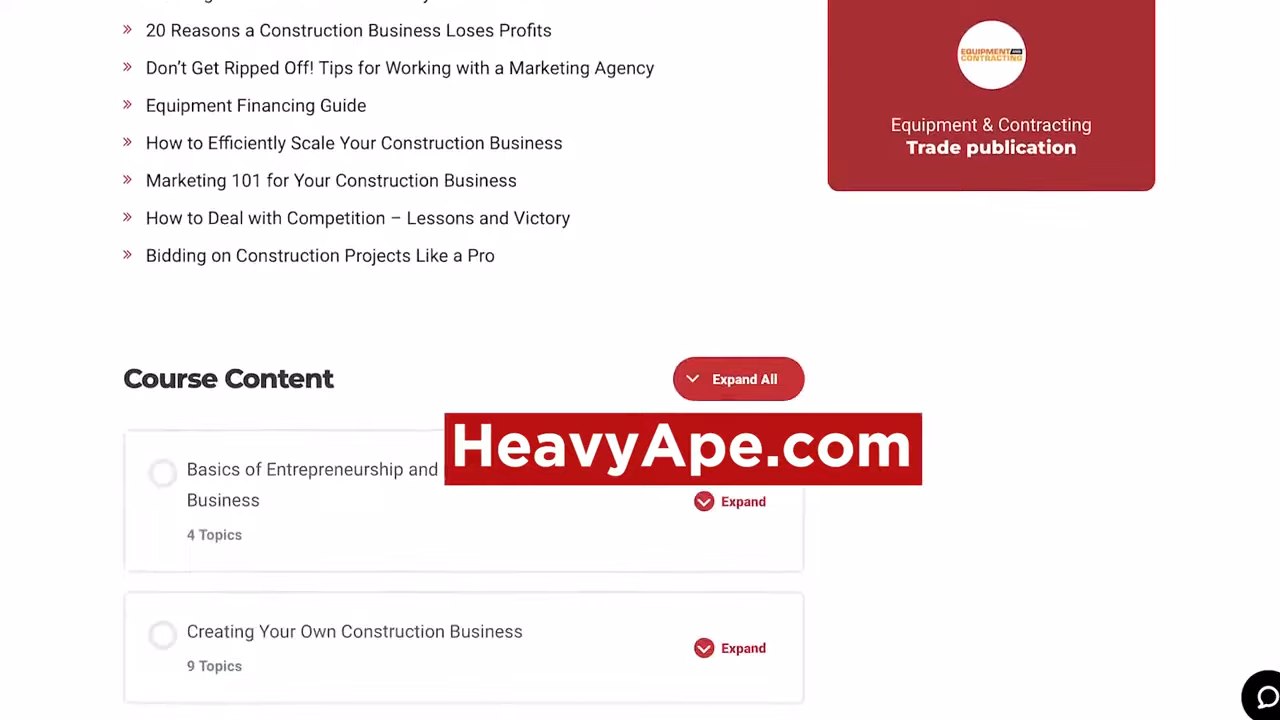 20 Reasons a Construction Business Loses Profits
Don’t Get Ripped Off! Tips for Working with a Marketing Agency
Equipment Financing Guide
How to Efficiently Scale Your Construction Business
Marketing 101 for Your Construction Business
How to Deal with Competition – Lessons and Victory
Bidding on Construction Projects Like a Pro
EQUIPMENT AND
CONTRACTING
Equipment & Contracting
Trade publication
Course Content
Expand All
HeavyApe.com
Basics of Entrepreneurship and
Business
4 Topics
Expand
Creating Your Own Construction Business
9 Topics
Expand